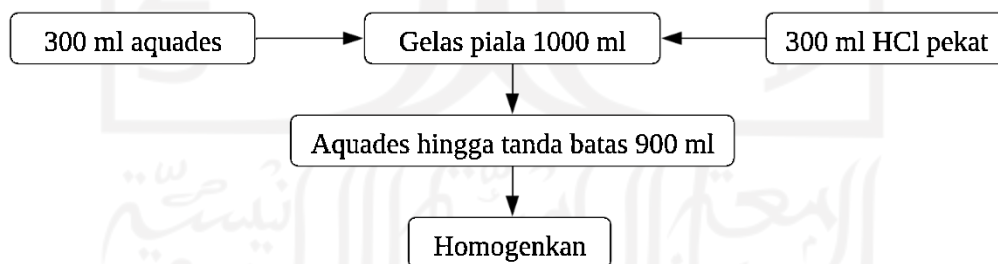 300 ml aquades
Gelas piala 1000 ml
300 ml HCl pekat
Aquades hingga tanda batas 900 ml
Homogenkan